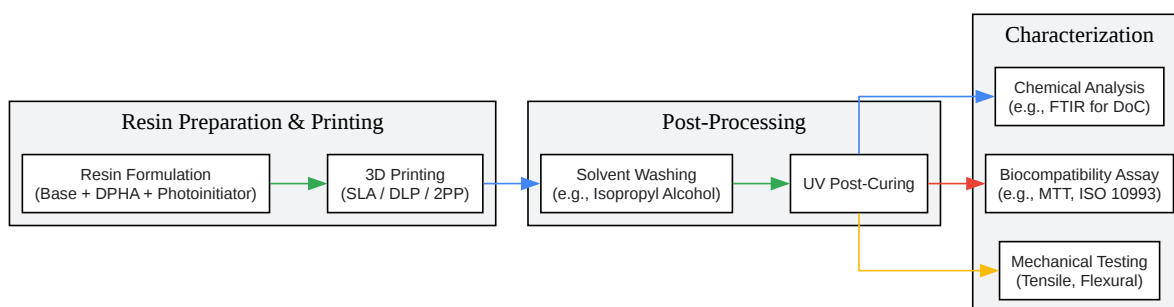 Resin Preparation & Printing
Resin Formulation
(Base + DPHA + Photoinitiator)
3D Printing
(SLA / DLP / 2PP)
Post-Processing
Solvent Washing
(e.g., Isopropyl Alcohol)
UV Post-Curing
Characterization
Chemical Analysis
(e.g., FTIR for DoC)
Biocompatibility Assay
(e.g., MTT, ISO 10993)
Mechanical Testing
(Tensile, Flexural)